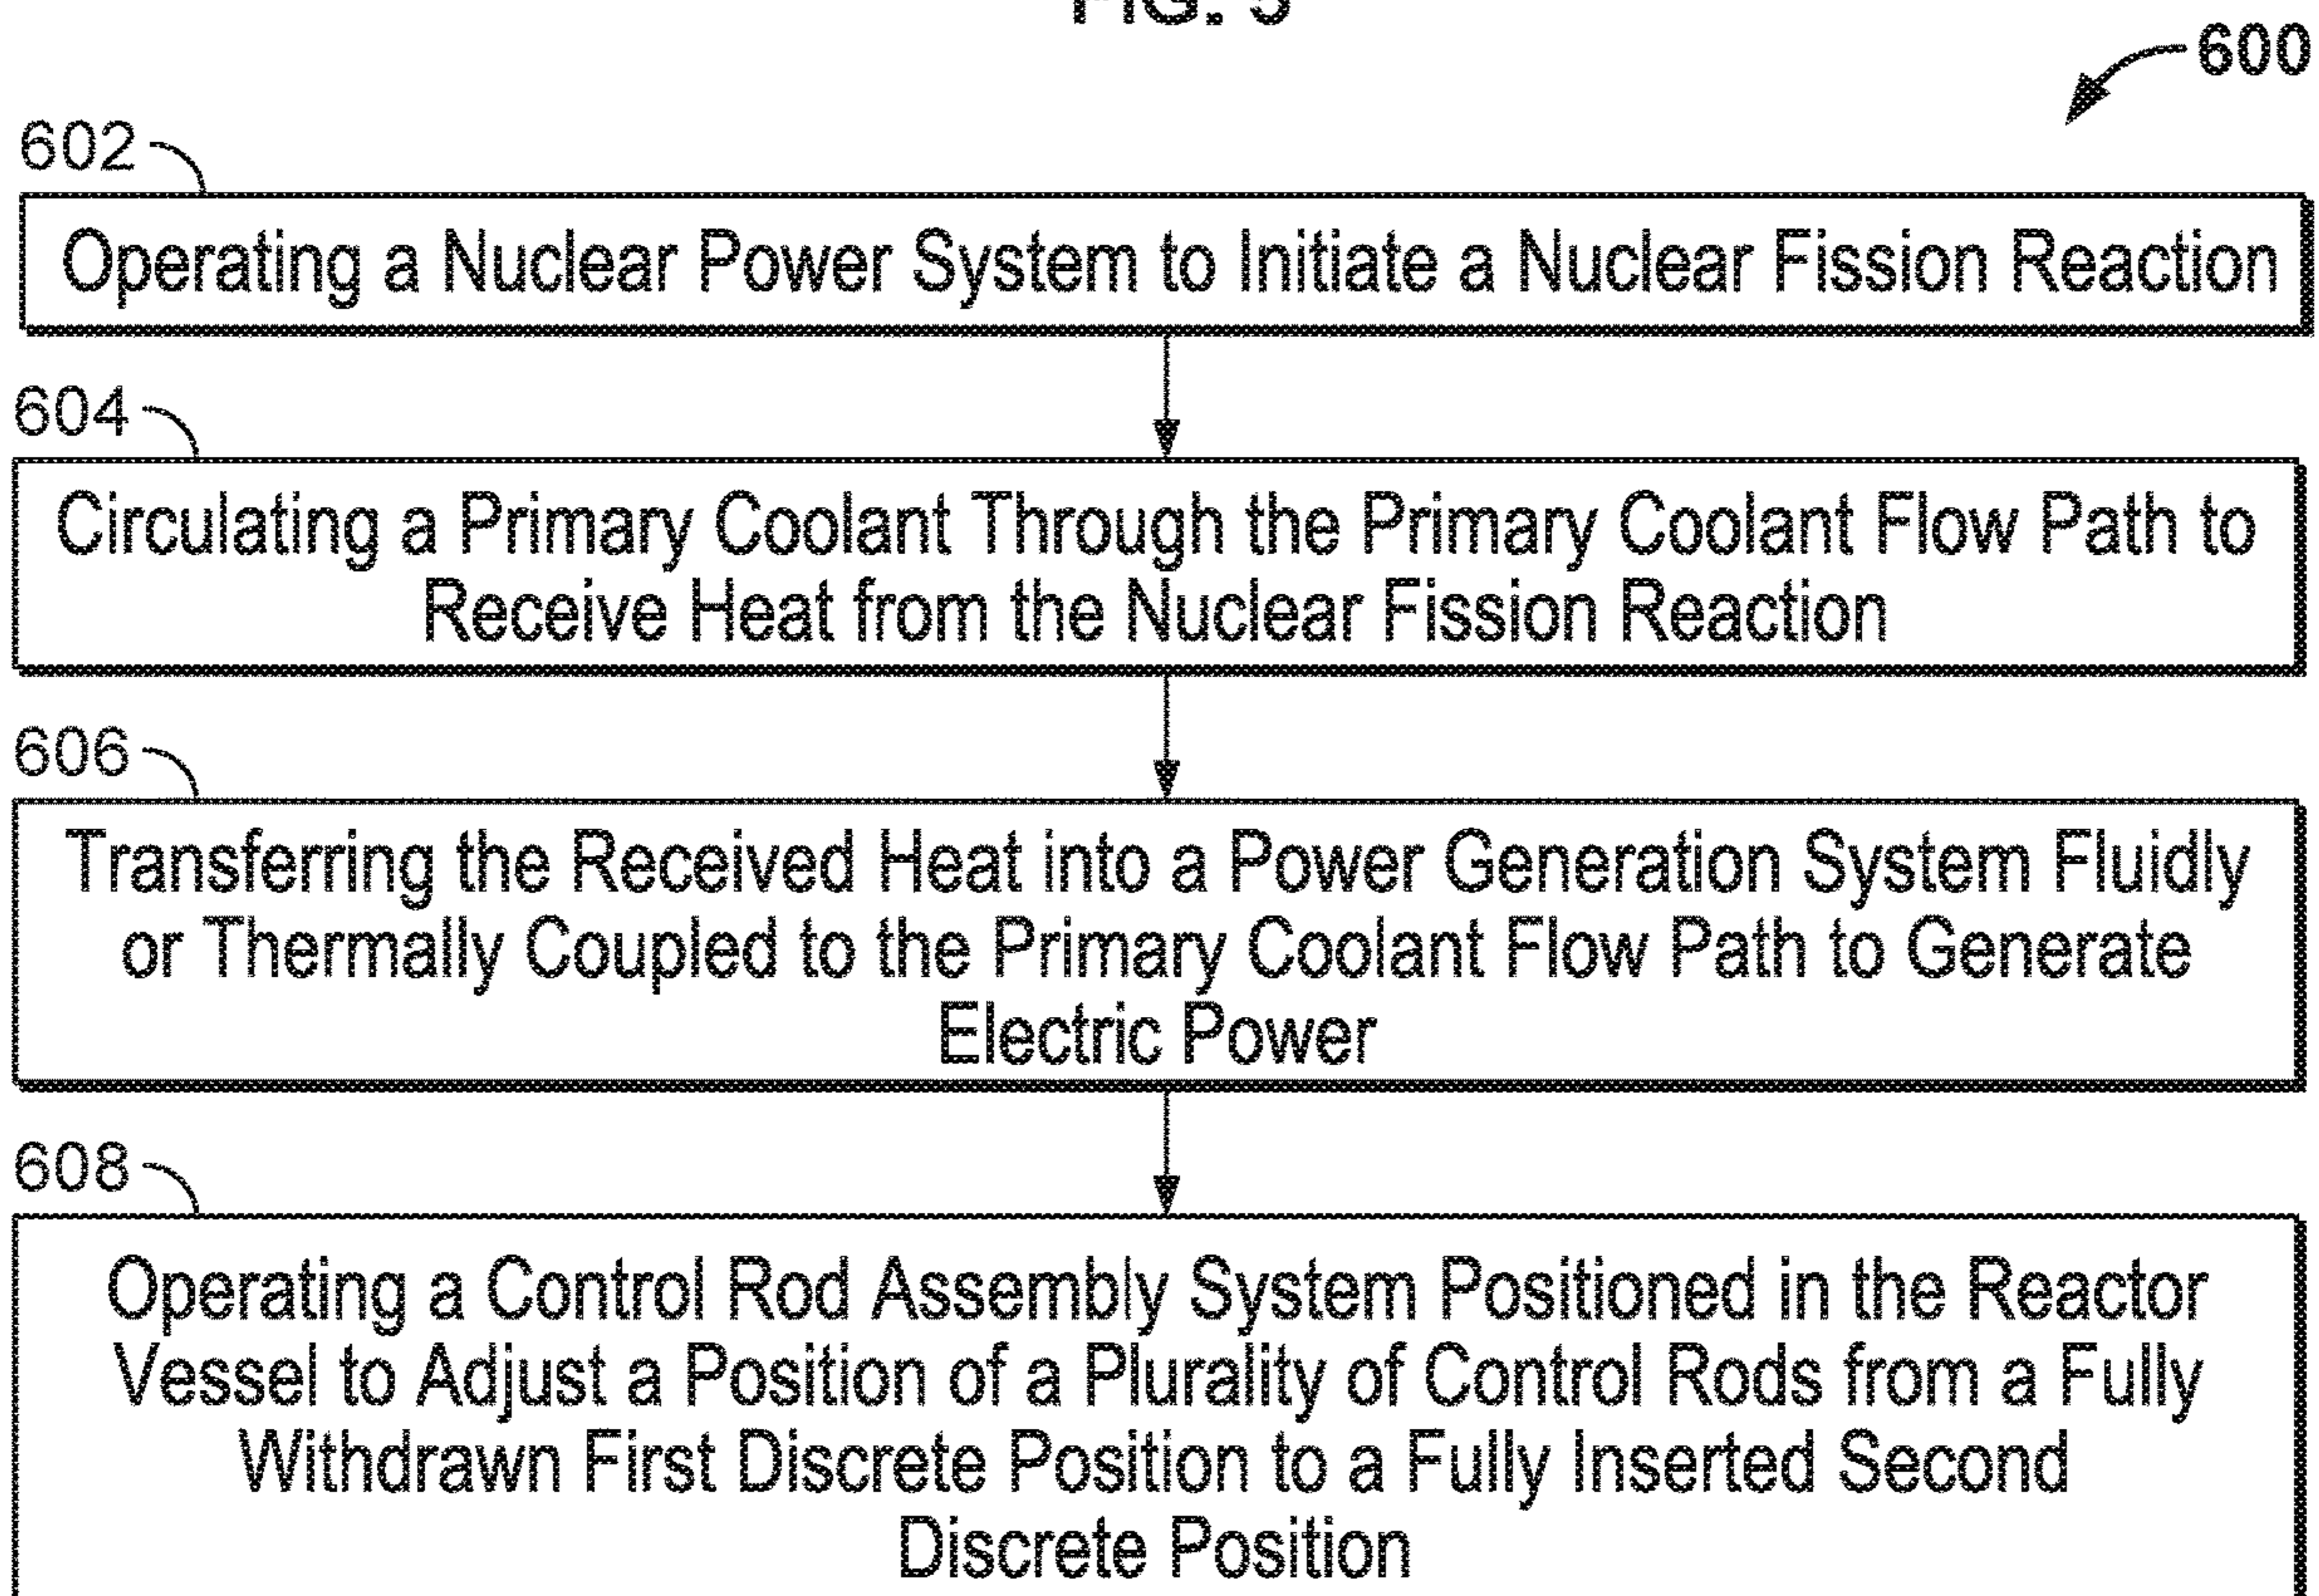 FIG. 5
600
602
Operating a Nuclear Power System to Initiate a Nuclear Fission Reaction
604
Circulating a Primary Coolant Through the Primary Coolant Flow Path to
Receive Heat from the Nuclear Fission Reaction
606
Transferring the Received Heat into a Power Generation System Fluidly
or Thermally Coupled to the Primary Coolant Flow Path to Generate
Electric Power
608
Operating a Control Rod Assembly System Positioned in the Reactor
Vessel to Adjust a Position of a Plurality of Control Rods from a Fully
Withdrawn First Discrete Position to a Fully Inserted Second
Discrete Position